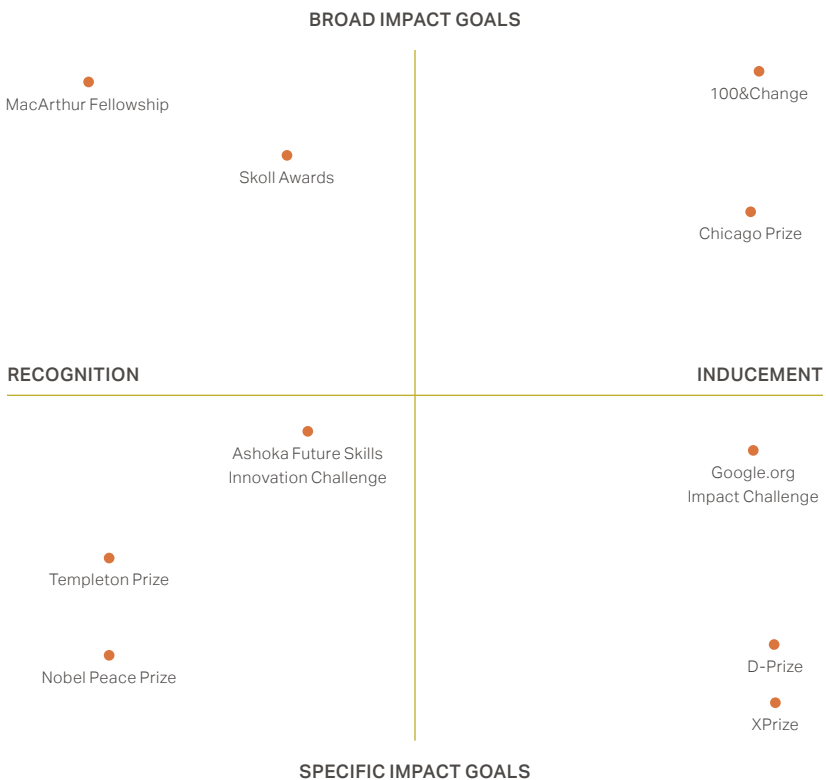 BROAD IMPACT GOALS
MacArthur Fellowship
100&Change
Skoll Awards
Chicago Prize
RECOGNITION
INDUCEMENT
Ashoka Future Skills
Innovation Challenge
Google.org
Impact Challenge
Templeton Prize
Nobel Peace Prize
D-Prize
XPrize
SPECIFIC IMPACT GOALS